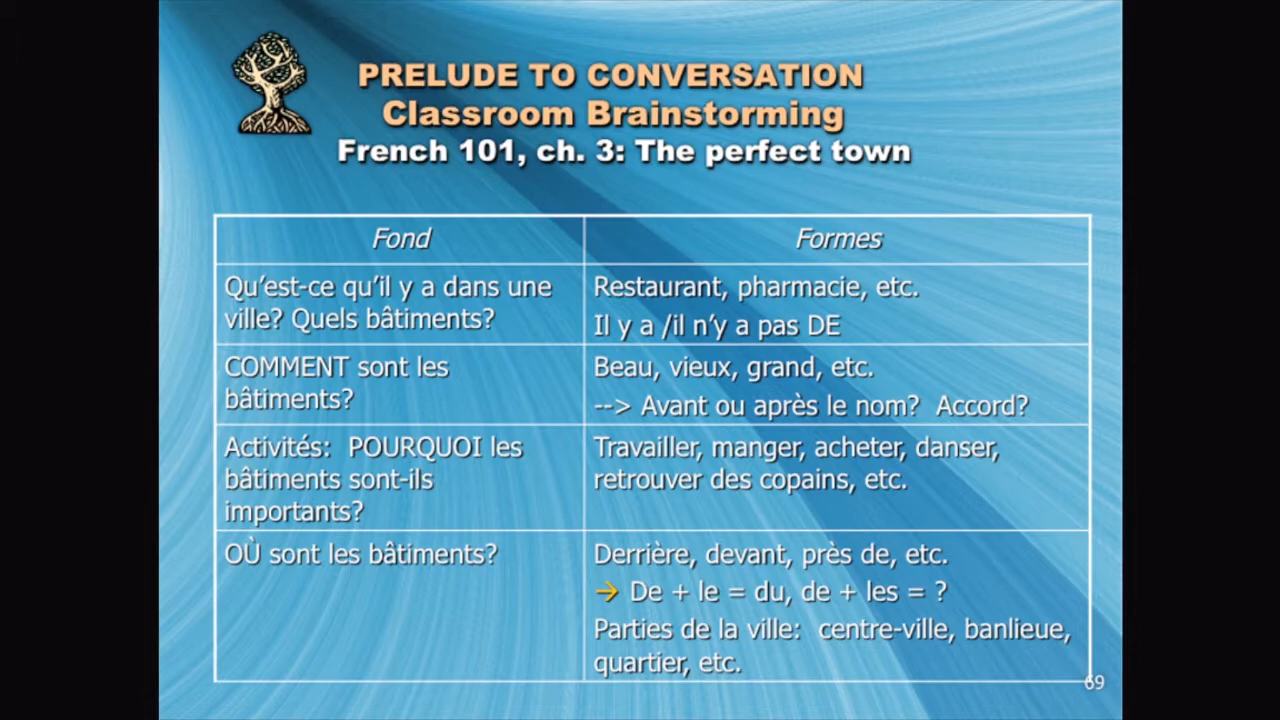 PRELUDE TO CONVERSATION
Classroom Brainstorming
French 101, ch. 3: The perfect town
Fond
Formes
Qu’est-ce qu’il y a dans une
ville? Quels bâtiments?
Restaurant, pharmacie, etc.
Il y a /il n’y a pas DE
COMMENT sont les
bâtiments?
Beau, vieux, grand, etc.
--> Avant ou après le nom? Accord?
Activités: POURQUOI les
bâtiments sont-ils
importants?
Travailler, manger, acheter, danser,
retrouver des copains, etc.
OÙ sont les bâtiments?
Derrière, devant, près de, etc.
→ De + le = du, de + les = ?
Parties de la ville: centre-ville, banlieue,
quartier, etc.
69